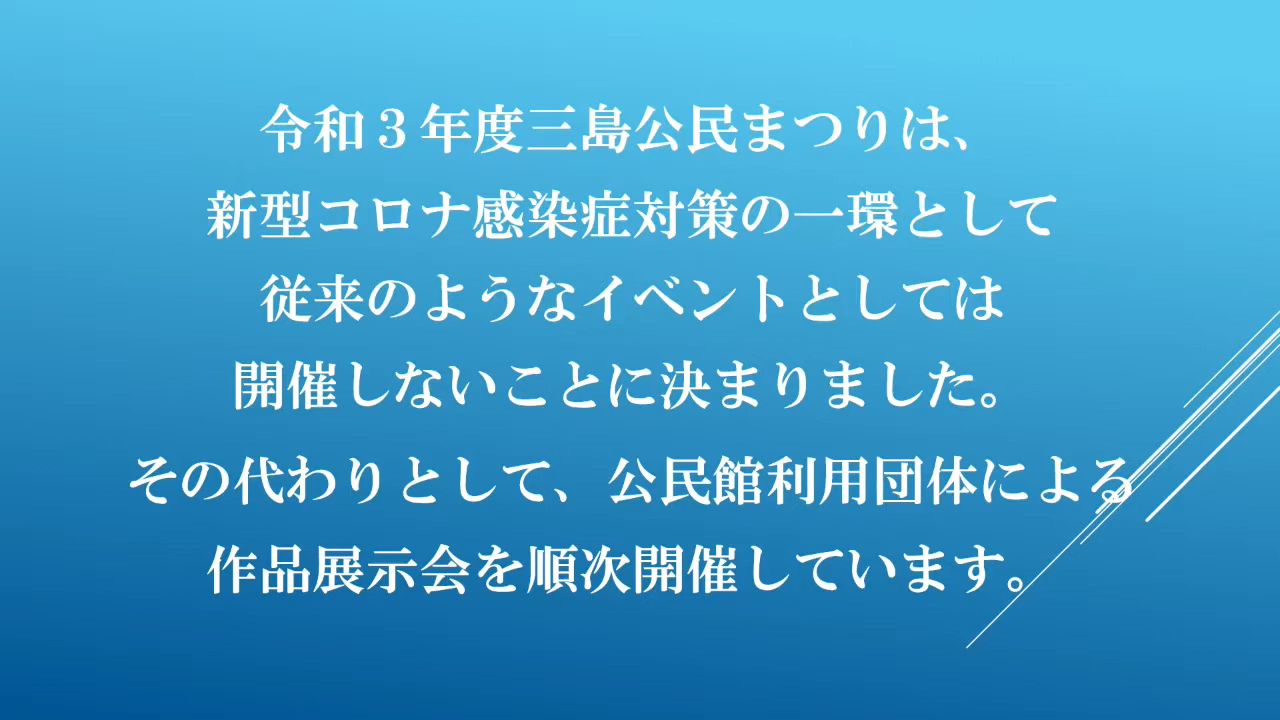 令和３年度三島公民まつりは、
新型コロナ感染症対策の一環として
従来のようなイベントとしては
開催しないことに決まりました。
その代わりとして、公民館利用団体による
作品展示会を順次開催しています。